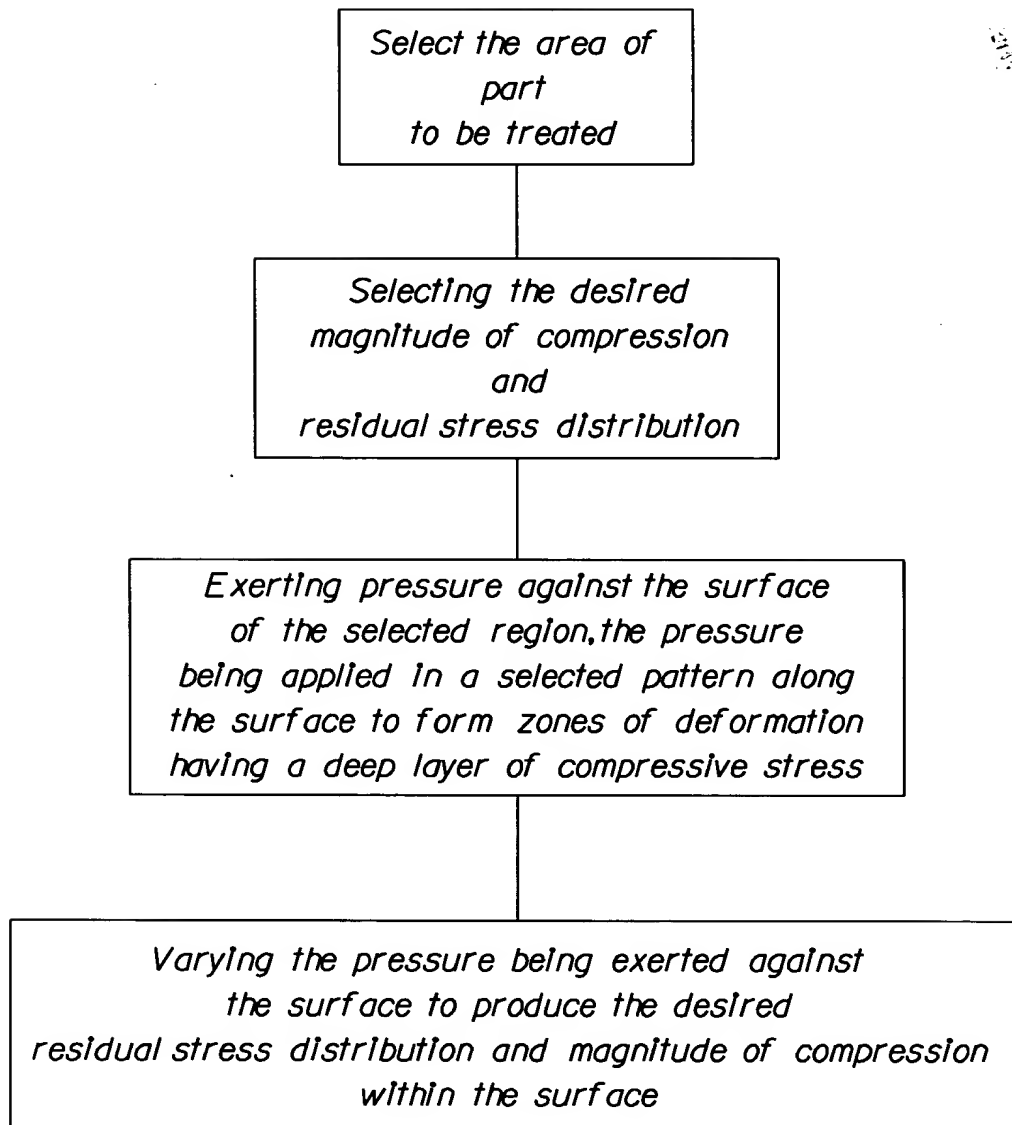 Select the area of
part
to be treated
Selecting the desired
magnitude of compression
and
residual stress distribution
Exerting pressure against the surface
of the selected region, the pressure
being applied in a selected pattern along
the surface to form zones of deformation
having a deep layer of compressive stress
Varying the pressure being exerted against
the surface to produce the desired
residual stress distribution and magnitude of compression
within the surface